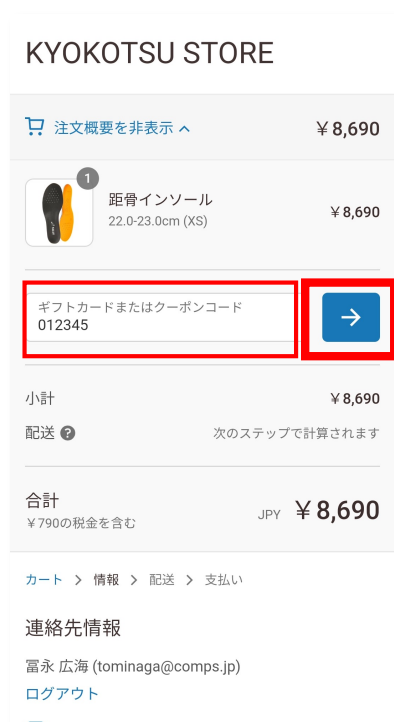 KYOKOTSU STORE
注文概要を非表示
￥8,690
1
距骨インソール
22.0-23.0cm (XS)
￥8,690
ギフトカードまたはクーポンコード
012345
小計
￥8,690
配送 ?
次のステップで計算されます
合計
￥790の税金を含む
JPY ￥8,690
カート > 情報 > 配送 > 支払い
連絡先情報
冨永 広海 (tominaga@comps.jp)
ログアウト